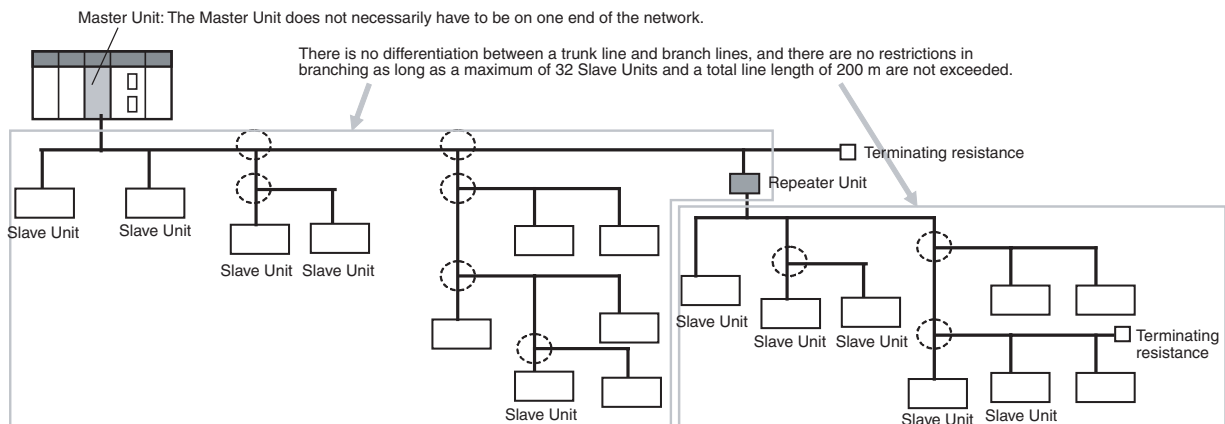 Master Unit: The Master Unit does not necessarily have to be on one end of the network.
There is no differentiation between a trunk line and branch lines, and there are no restrictions in
branching as long as a maximum of 32 Slave Units and a total line length of 200 m are not exceeded.
Terminating resistance
Repeater Unit
Slave Unit
Slave Unit
Slave Unit
Slave Unit
Slave Unit
Slave Unit
Slave Unit
Terminating
resistance
Slave Unit
Slave Unit
Slave Unit